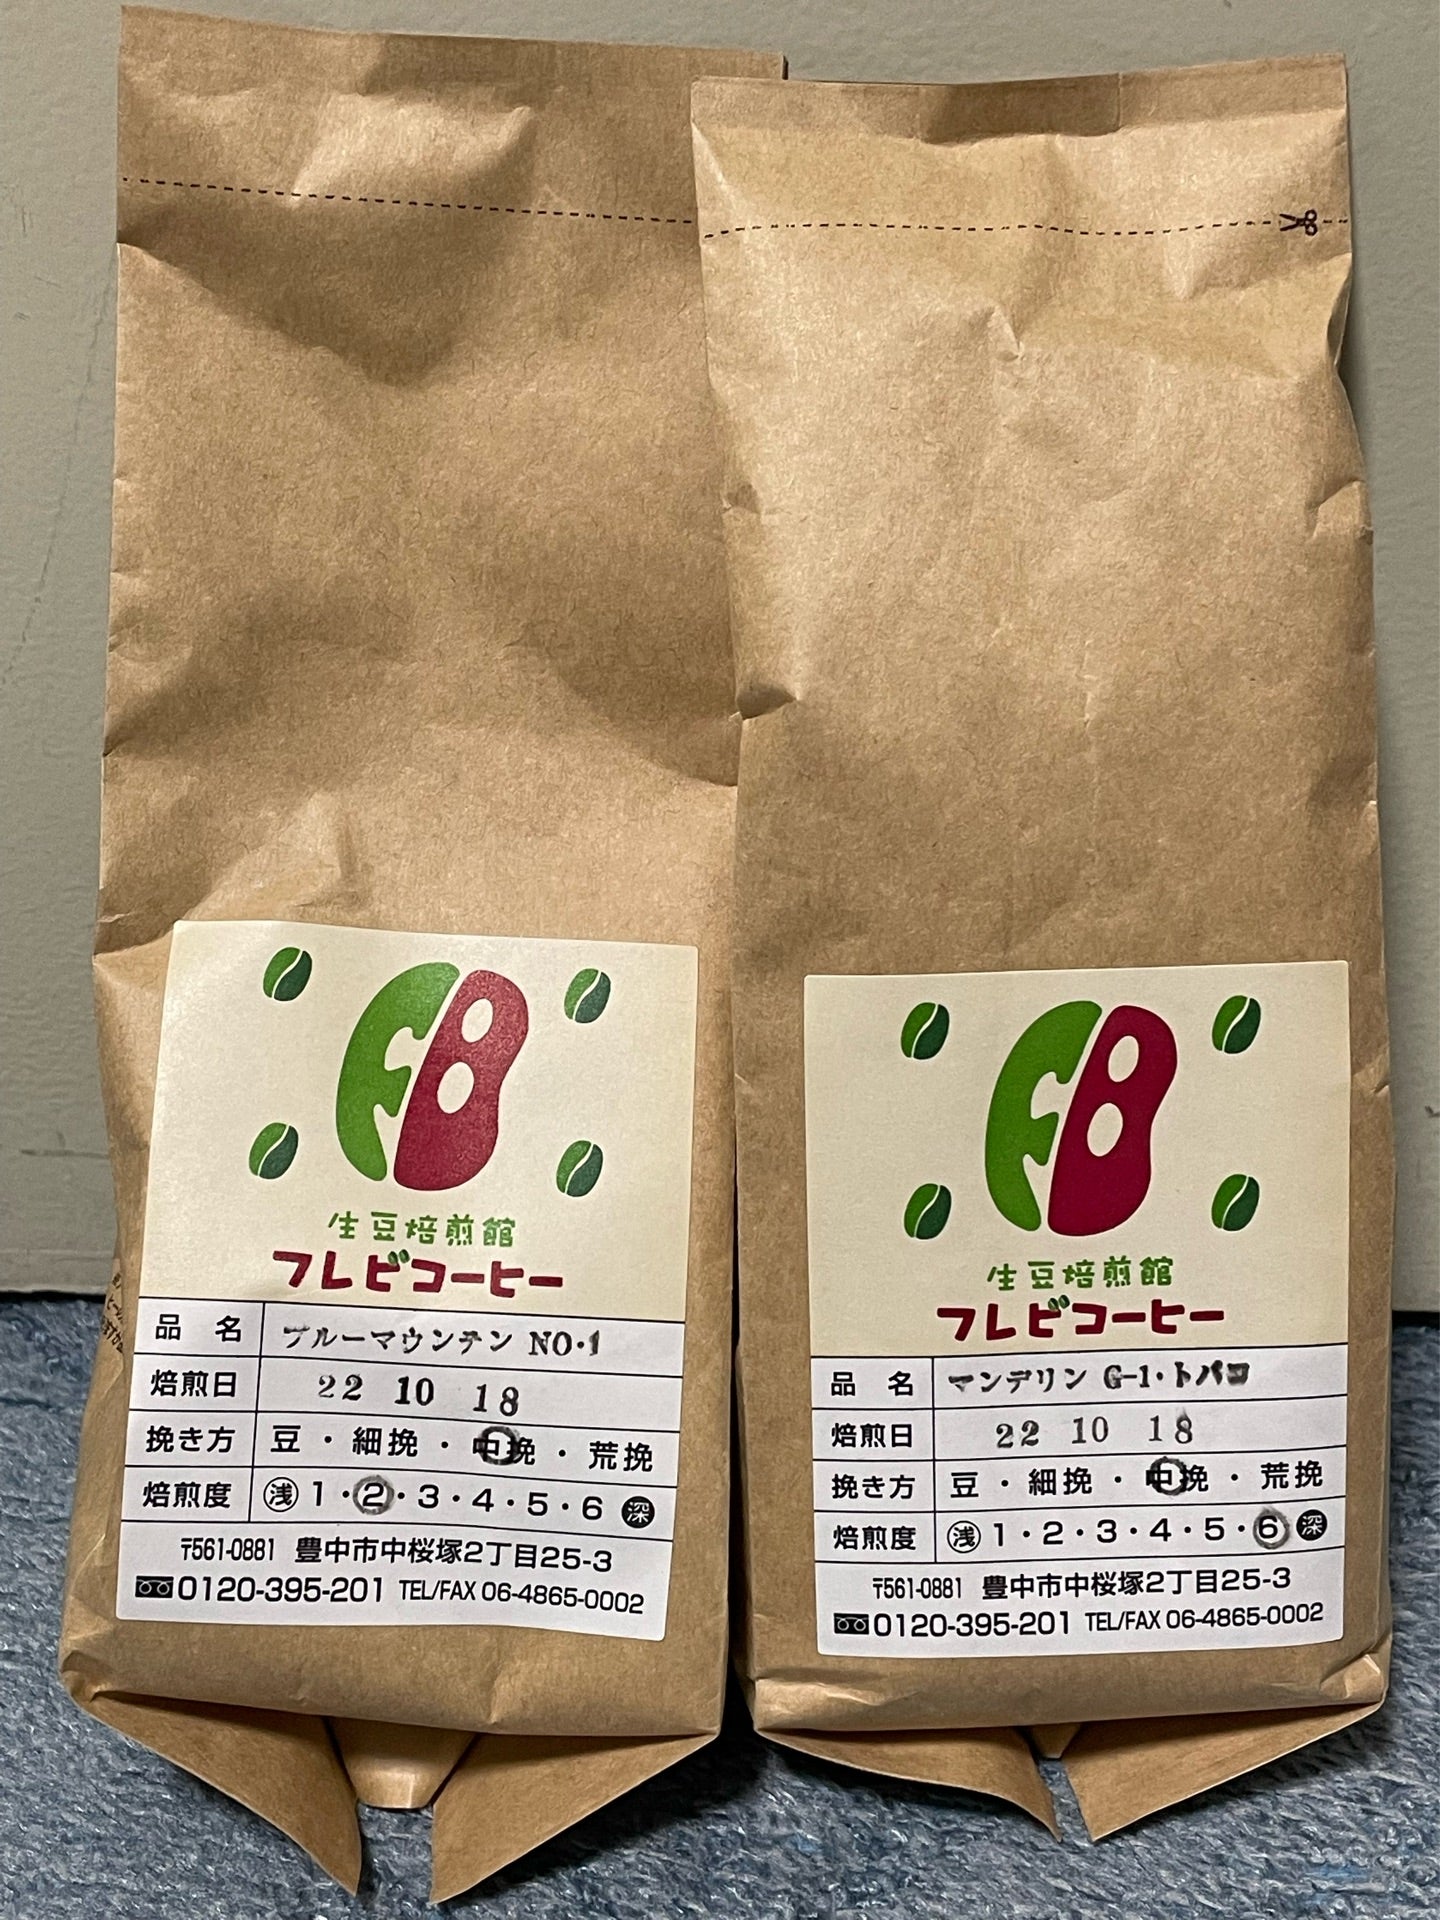 FB
生豆焙煎館
フレビコーヒー
品 名 ブルーマウンテン NO・1
焙煎日 22 10 18
挽き方 豆 ・ 細挽 ・ 中挽 ・ 荒挽
焙煎度 浅 1・2・3・4・5・6 深
〒561-0881 豊中市中桜塚2丁目25-3
0120-395-201 TEL/FAX 06-4865-0002
FB
生豆焙煎館
フレビコーヒー
品 名 マンデリン G-1・トバコ
焙煎日 22 10 18
挽き方 豆 ・ 細挽 ・ 中挽 ・ 荒挽
焙煎度 浅 1・2・3・4・5・6 深
〒561-0881 豊中市中桜塚2丁目25-3
0120-395-201 TEL/FAX 06-4865-0002